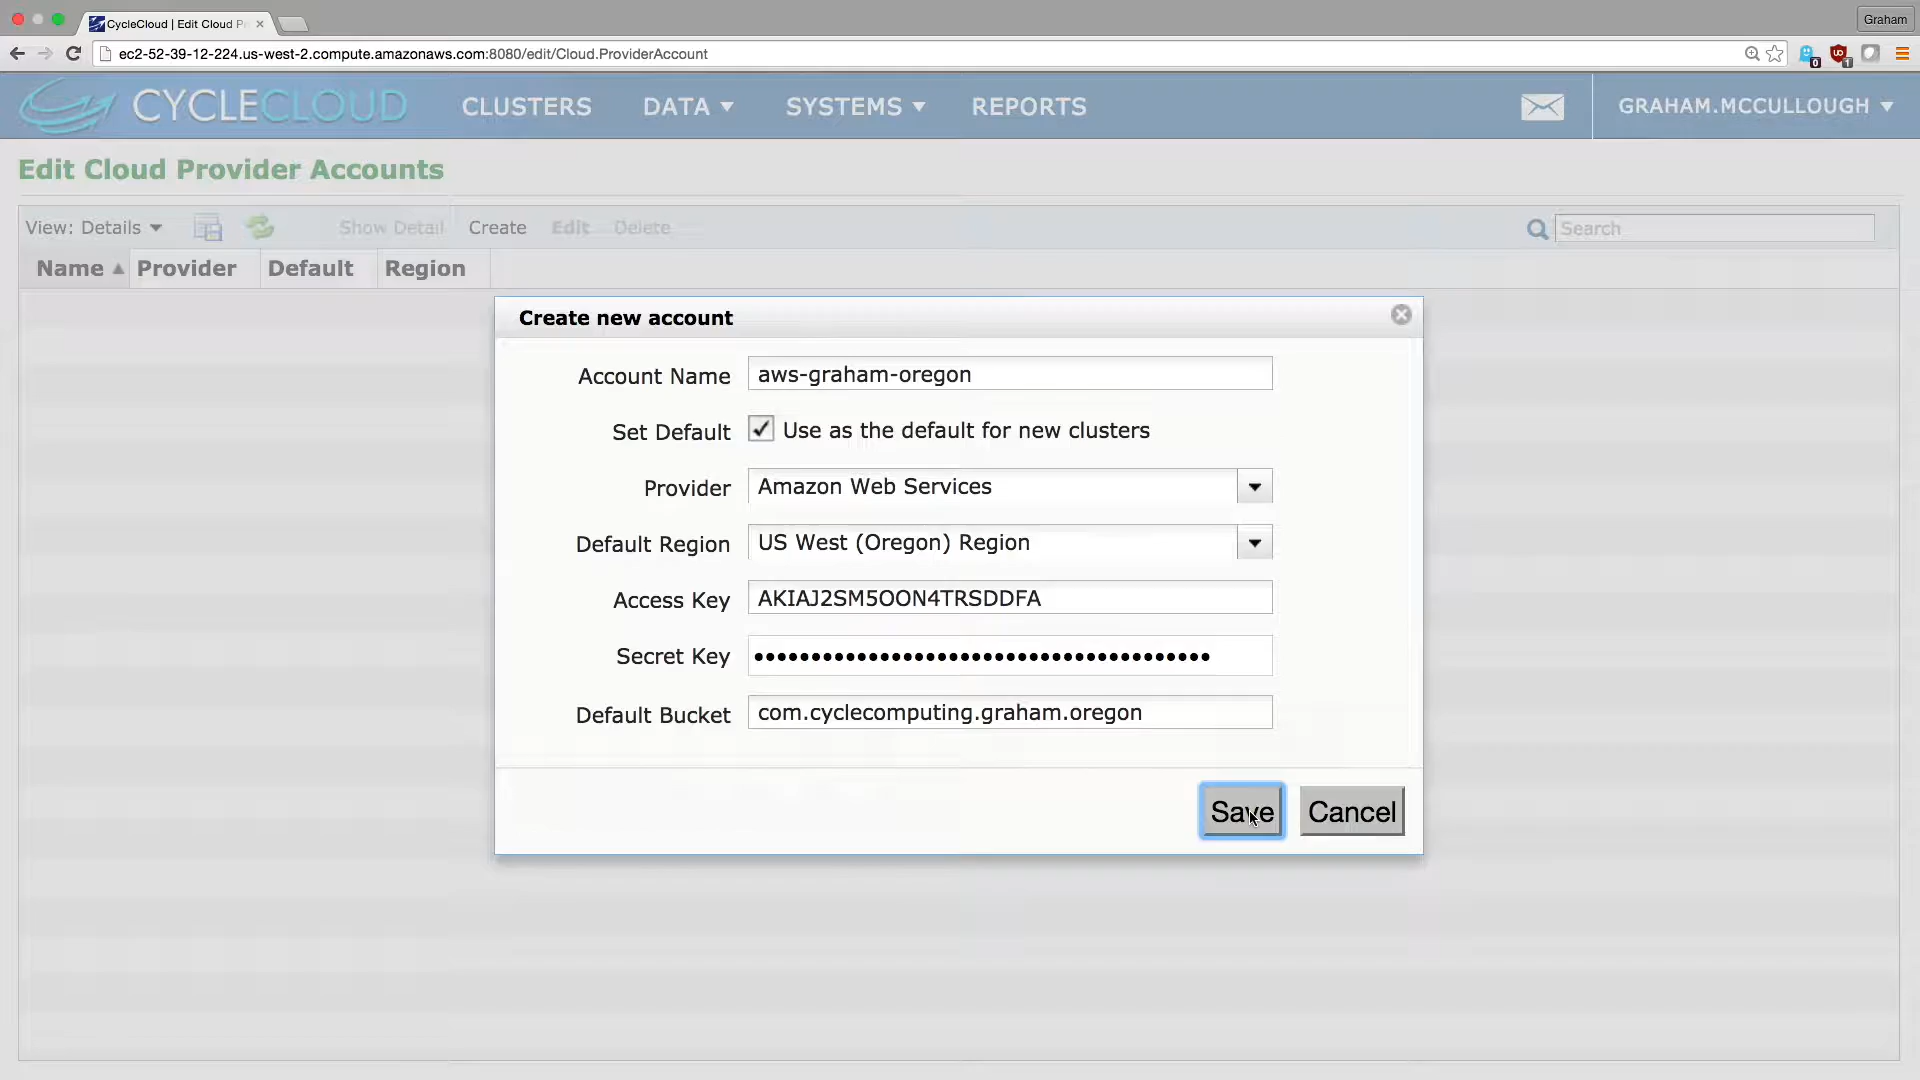 CycleCloud | Edit Cloud P
Graham
ec2-52-39-12-224.us-west-2.compute.amazonaws.com:8080/edit/Cloud.ProviderAccount
0
1
CYCLECLOUD
CLUSTERS
DATA
SYSTEMS
REPORTS
GRAHAM.MCCULLOUGH
Edit Cloud Provider Accounts
View: Details
Show Detail
Create
Edit
Delete
Search
Name
Provider
Default
Region
Create new account
Account Name aws-graham-oregon
Set Default Use as the default for new clusters
Provider Amazon Web Services
Default Region US West (Oregon) Region
Access Key AKIAJ2SM5OON4TRSDDFA
Secret Key ••••••••••••••••••••••••••••••••••••••••
Default Bucket com.cyclecomputing.graham.oregon
Save
Cancel